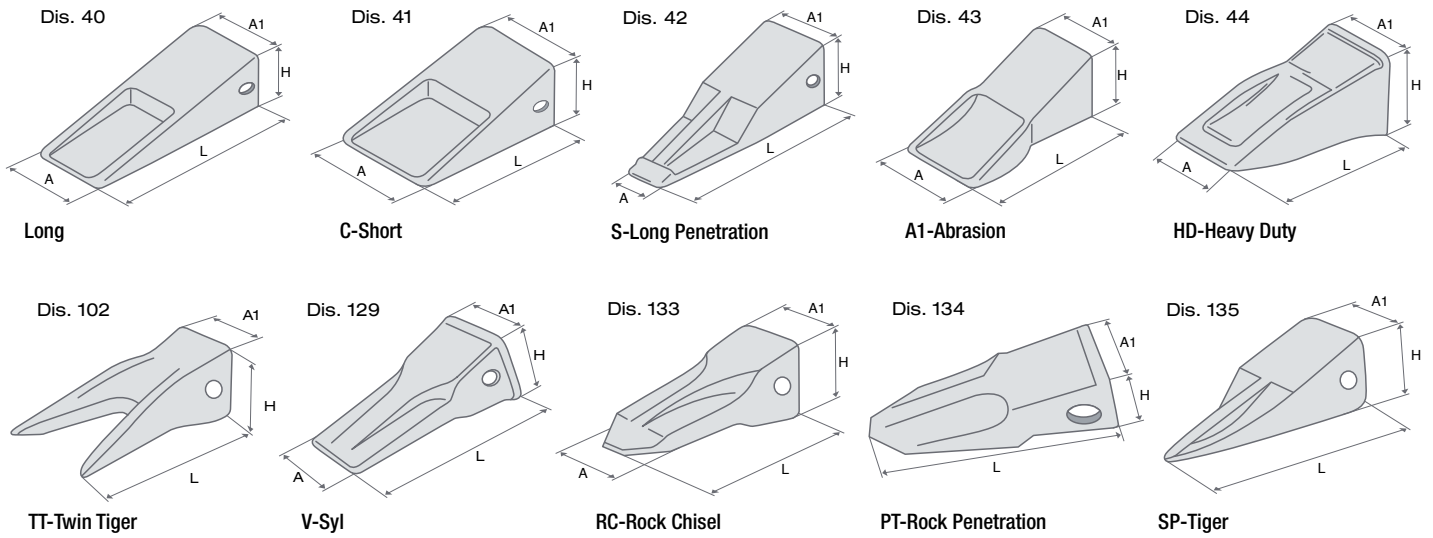 Dis. 40
A1
H
L
A
Long
Dis. 41
A1
H
L
A
C-Short
Dis. 42
A1
H
L
A
S-Long Penetration
Dis. 43
A1
H
L
A
A1-Abrasion
Dis. 44
A1
H
L
A
HD-Heavy Duty
Dis. 102
A1
H
L
TT-Twin Tiger
Dis. 129
A1
H
L
A
V-Syl
Dis. 133
A1
H
L
A
RC-Rock Chisel
Dis. 134
A1
H
L
PT-Rock Penetration
Dis. 135
A1
H
L
SP-Tiger